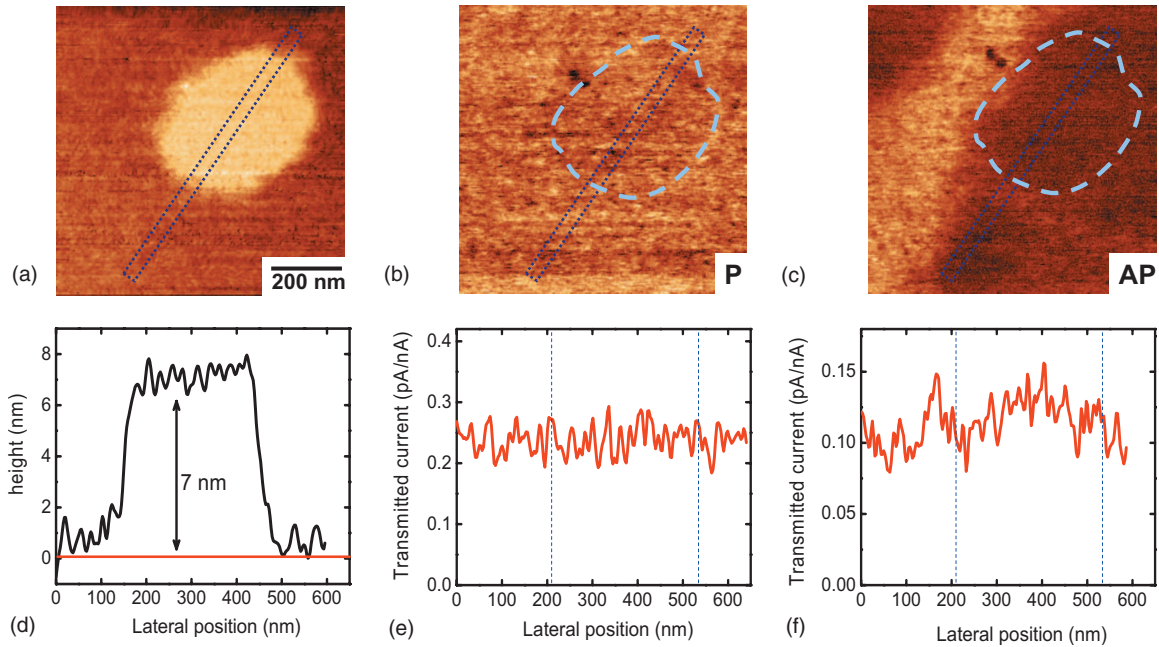 (a)
200 nm
(b)
P
(c)
AP
height (nm)
8
6
4
2
0
7 nm
0 100 200 300 400 500 600
Lateral position (nm)
(d)
Transmitted current (pA/nA)
0.4
0.3
0.2
0.1
0.0
0 100 200 300 400 500 600
Lateral position (nm)
(e)
Transmitted current (pA/nA)
0.15
0.10
0.05
0.00
0 100 200 300 400 500 600
Lateral position (nm)
(f)